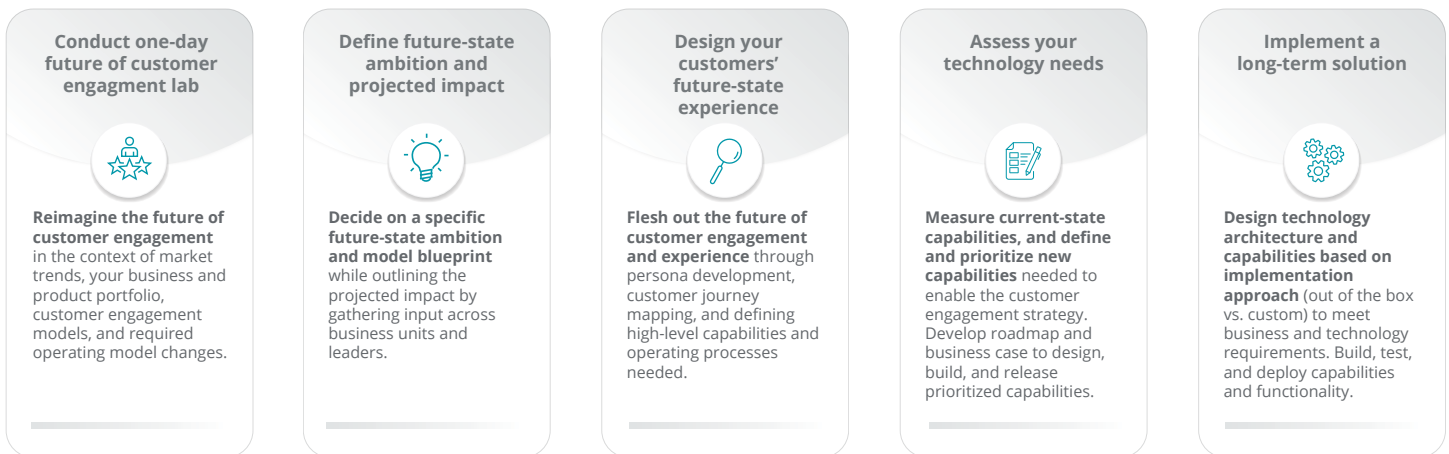 Conduct one-day
future of customer
engagment lab
Reimagine the future of
customer engagement
in the context of market
trends, your business and
product portfolio,
customer engagement
models, and required
operating model changes.
Define future-state
ambition and
projected impact
Decide on a specific
future-state ambition
and model blueprint
while outlining the
projected impact by
gathering input across
business units and
leaders.
Design your
customers’
future-state
experience
Flesh out the future of
customer engagement
and experience through
persona development,
customer journey
mapping, and defining
high-level capabilities and
operating processes
needed.
Assess your
technology needs
Measure current-state
capabilities, and define
and prioritize new
capabilities needed to
enable the customer
engagement strategy.
Develop roadmap and
business case to design,
build, and release
prioritized capabilities.
Implement a
long-term solution
Design technology
architecture and
capabilities based on
implementation
approach (out of the box
vs. custom) to meet
business and technology
requirements. Build, test,
and deploy capabilities
and functionality.